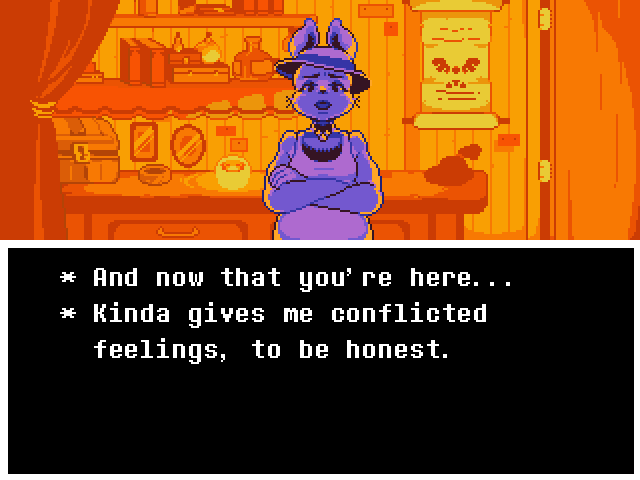 * And now that you're here...
* Kinda gives me conflicted
feelings, to be honest.